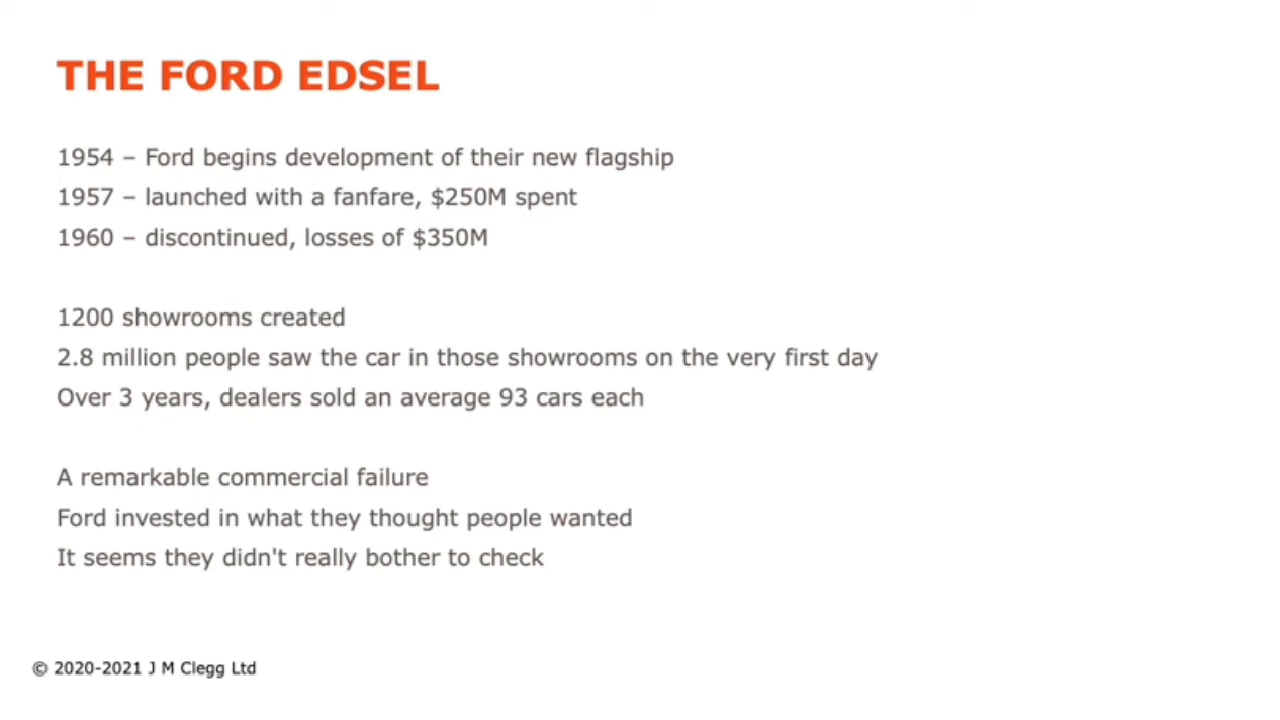 THE FORD EDSEL
1954 – Ford begins development of their new flagship
1957 – launched with a fanfare, $250M spent
1960 – discontinued, losses of $350M
1200 showrooms created
2.8 million people saw the car in those showrooms on the very first day
Over 3 years, dealers sold an average 93 cars each
A remarkable commercial failure
Ford invested in what they thought people wanted
It seems they didn't really bother to check
© 2020-2021 J M Clegg Ltd